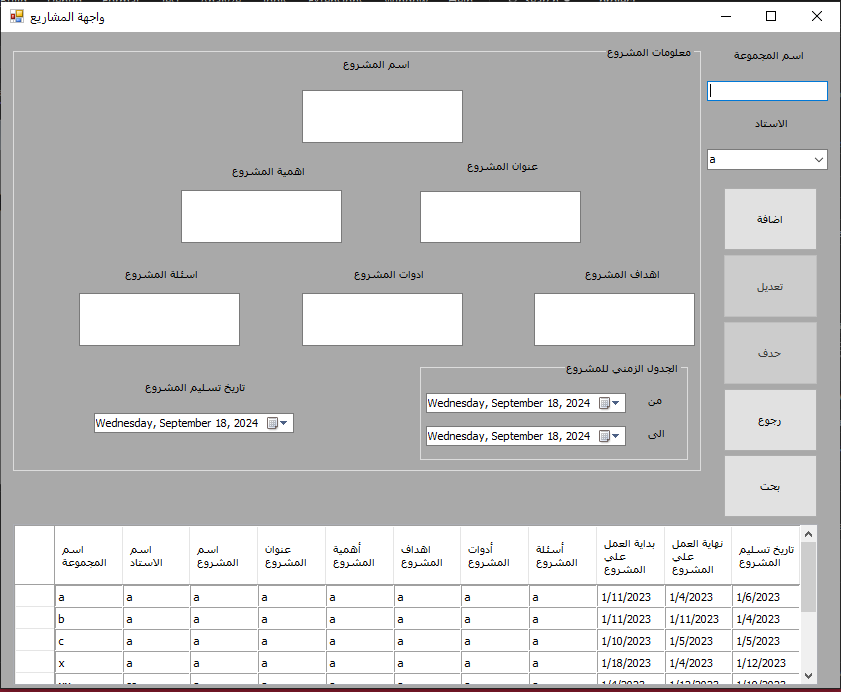 واجهة المشاريع
اسم المجموعة
الاستاد
a
معلومات المشروع
اسم المشروع
عنوان المشروع
اهمية المشروع
اهداف المشروع
ادوات المشروع
اسئلة المشروع
الجدول الزمني للمشروع
من
Wednesday, September 18, 2024
الى
Wednesday, September 18, 2024
تاريخ تسليم المشروع
Wednesday, September 18, 2024
اضافة
تعديل
حدف
رجوع
بحت
اسم المجموعة
اسم الاستاد
اسم المشروع
عنوان المشروع
أهمية المشروع
اهداف المشروع
أدوات المشروع
أسئلة المشروع
بداية العمل على المشروع
نهاية العمل على المشروع
تاريخ تسليم المشروع
a a a a a a a a 1/11/2023 1/4/2023 1/6/2023
b a a a a a a a 1/11/2023 1/11/2023 1/4/2023
c a a a a a a a 1/10/2023 1/5/2023 1/5/2023
x a a a a a a a 1/18/2023 1/4/2023 1/12/2023